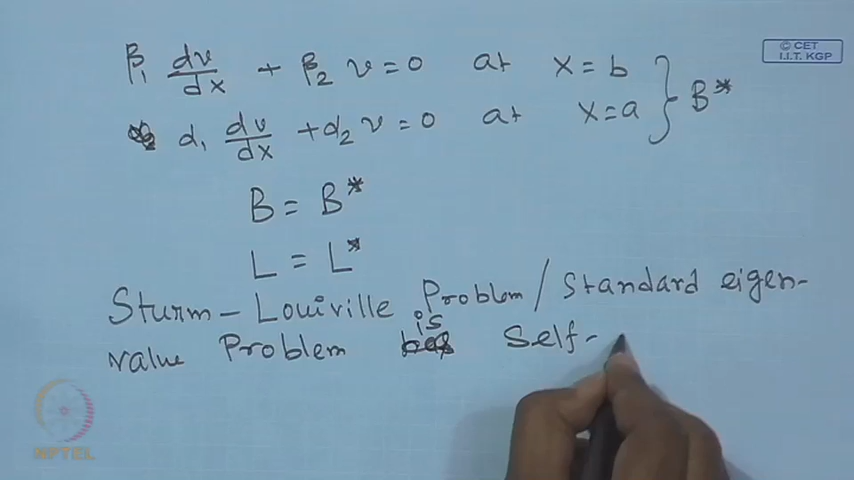 β₁ dv/dx + β₂ v = 0 at x = b
α₁ dv/dx + α₂ v = 0 at x = a } B*
B = B*
L = L*
Sturm-Louiville Problem / Standard eigen-
value Problem is Self-
© CET
I.I.T. KGP
NPTEL